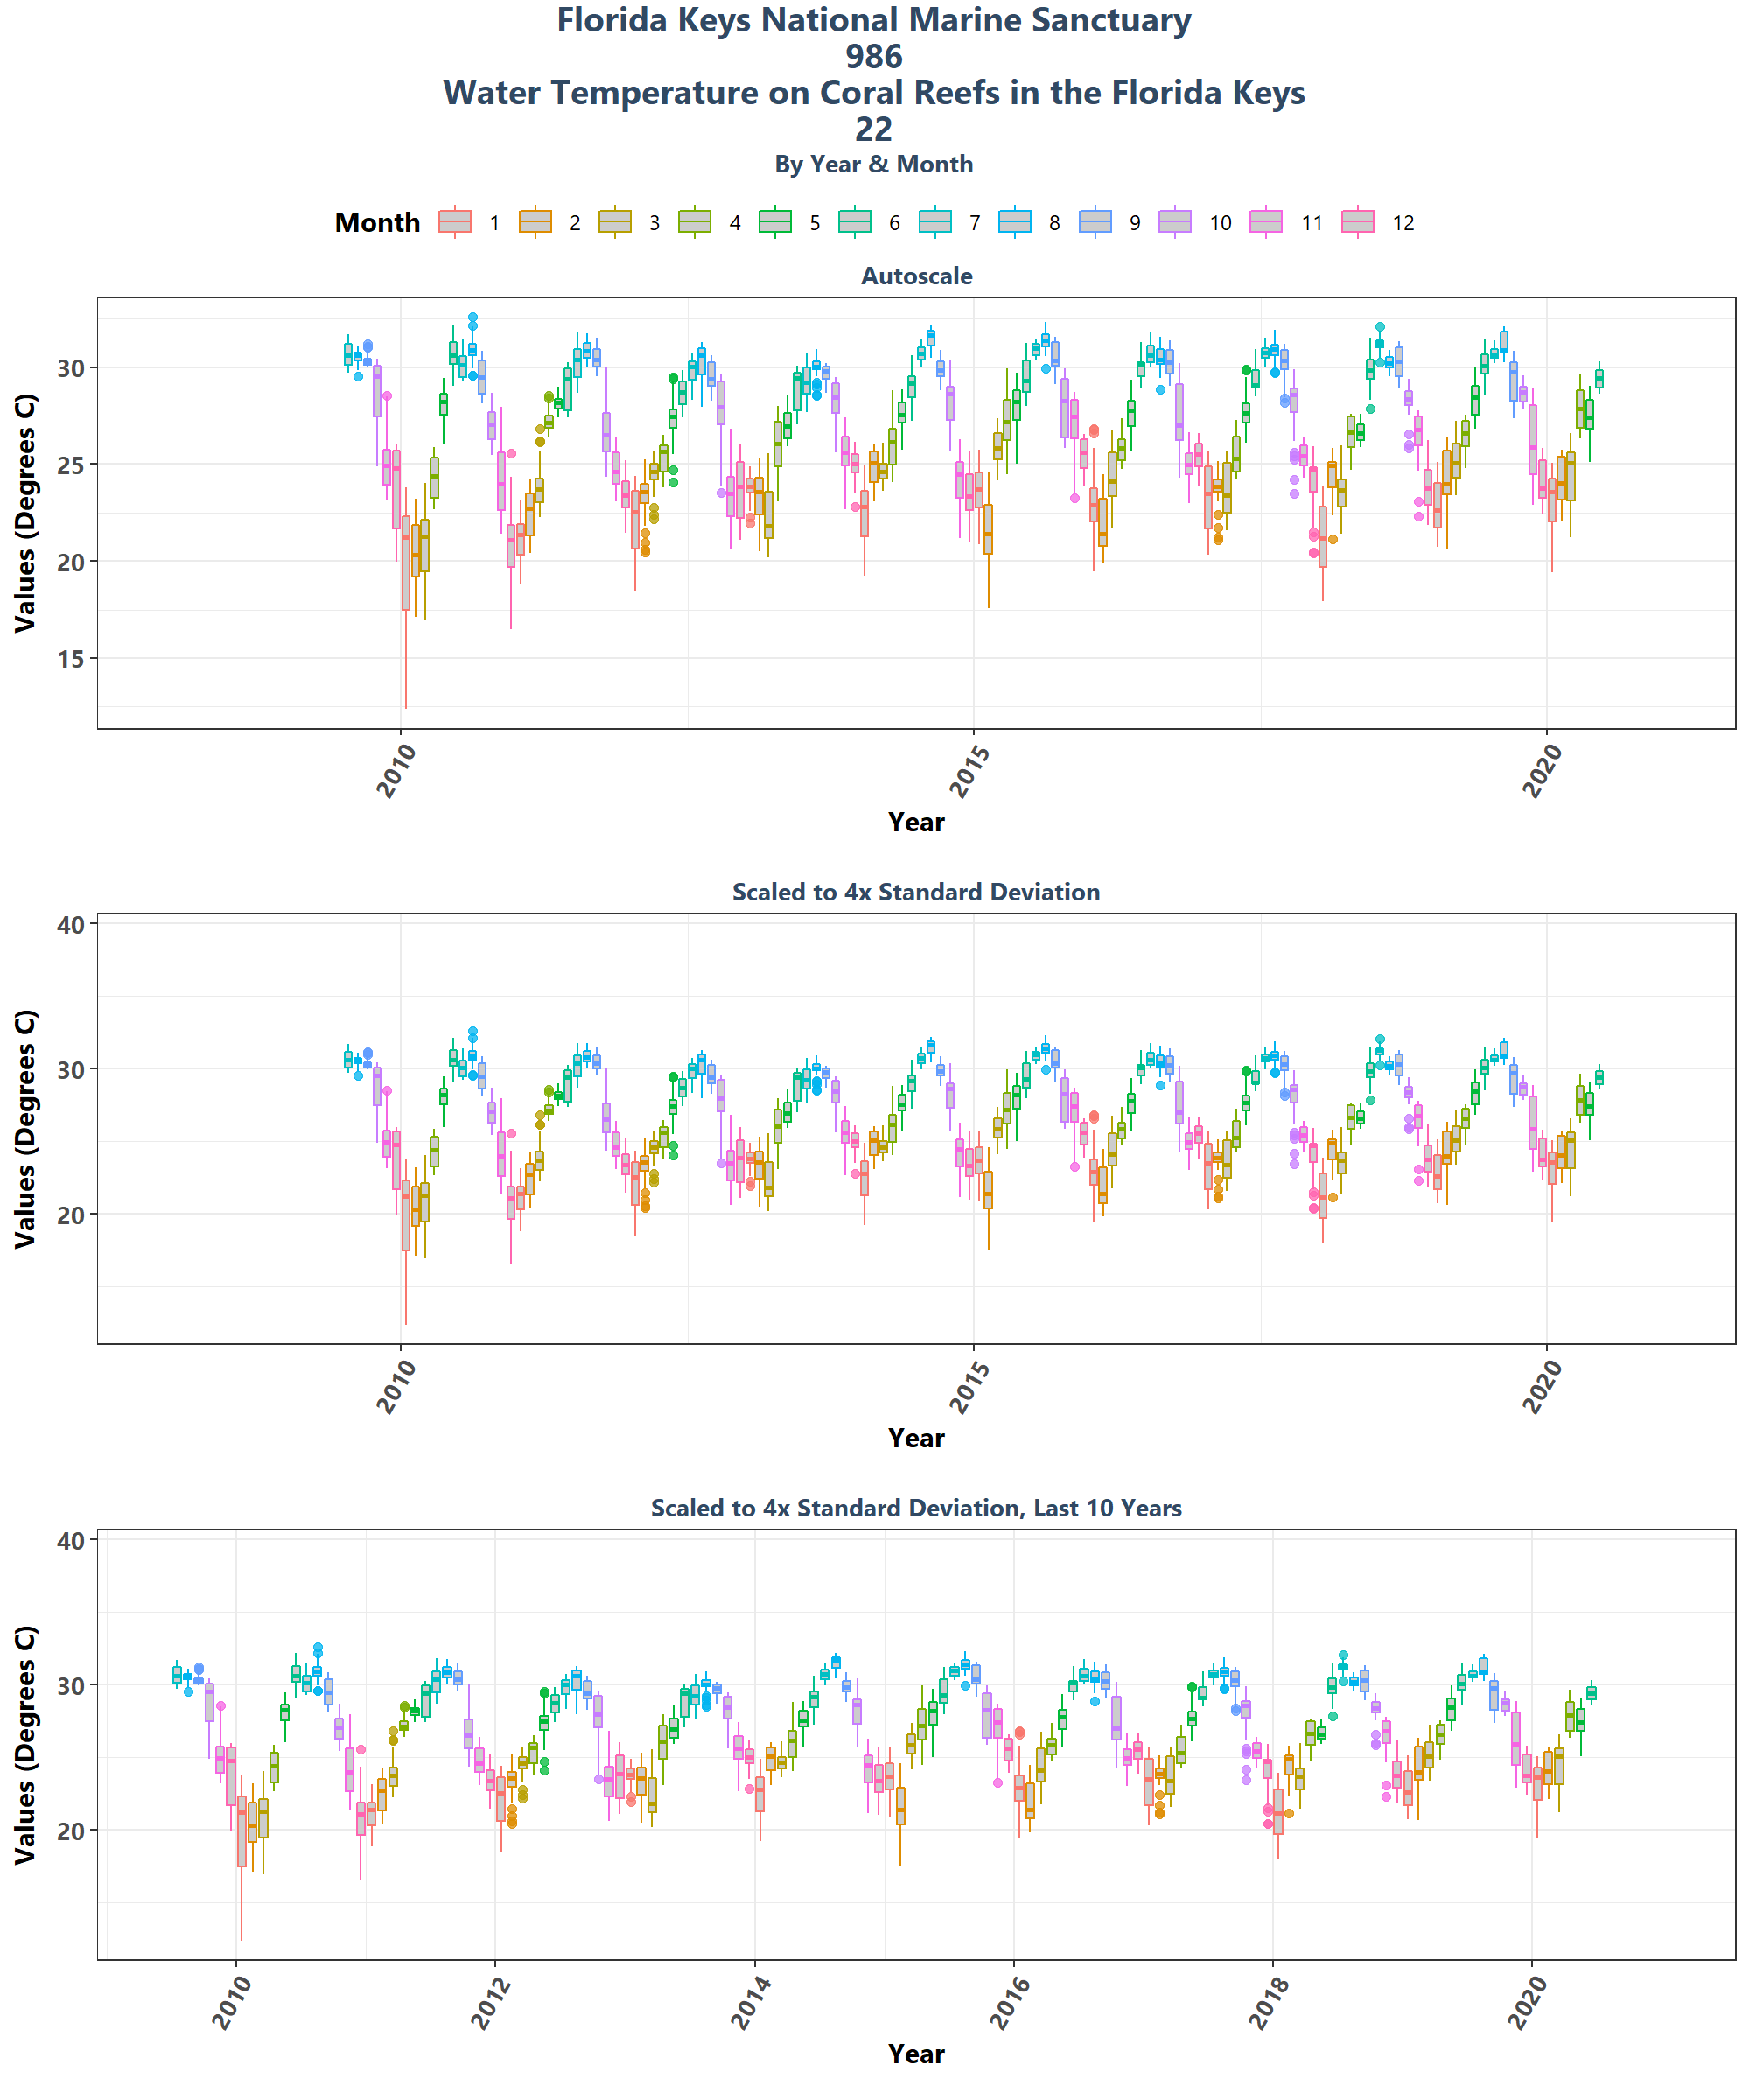 Florida Keys National Marine Sanctuary
986
Water Temperature on Coral Reefs in the Florida Keys
22
By Year & Month
Month 1 2 3 4 5 6 7 8 9 10 11 12
Autoscale
Values (Degrees C)
30
25
20
15
2010 2015 2020
Year
Scaled to 4x Standard Deviation
Values (Degrees C)
40
30
20
2010 2015 2020
Year
Scaled to 4x Standard Deviation, Last 10 Years
Values (Degrees C)
40
30
20
2010 2012 2014 2016 2018 2020
Year